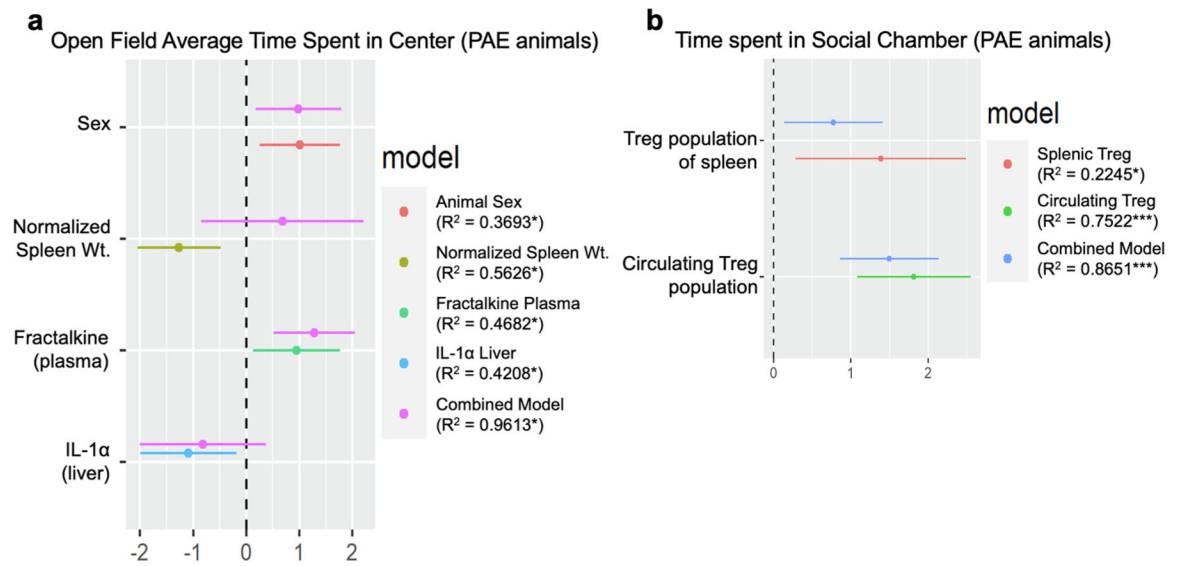 a
Open Field Average Time Spent in Center (PAE animals)
Sex
Normalized
Spleen Wt.
Fractalkine
(plasma)
IL-1α
(liver)
-2 -1 0 1 2
model
Animal Sex
(R² = 0.3693*)
Normalized Spleen Wt.
(R² = 0.5626*)
Fractalkine Plasma
(R² = 0.4682*)
IL-1α Liver
(R² = 0.4208*)
Combined Model
(R² = 0.9613*)
b
Time spent in Social Chamber (PAE animals)
Treg population
of spleen
Circulating Treg
population
0 1 2
model
Splenic Treg
(R² = 0.2245*)
Circulating Treg
(R² = 0.7522***)
Combined Model
(R² = 0.8651***)